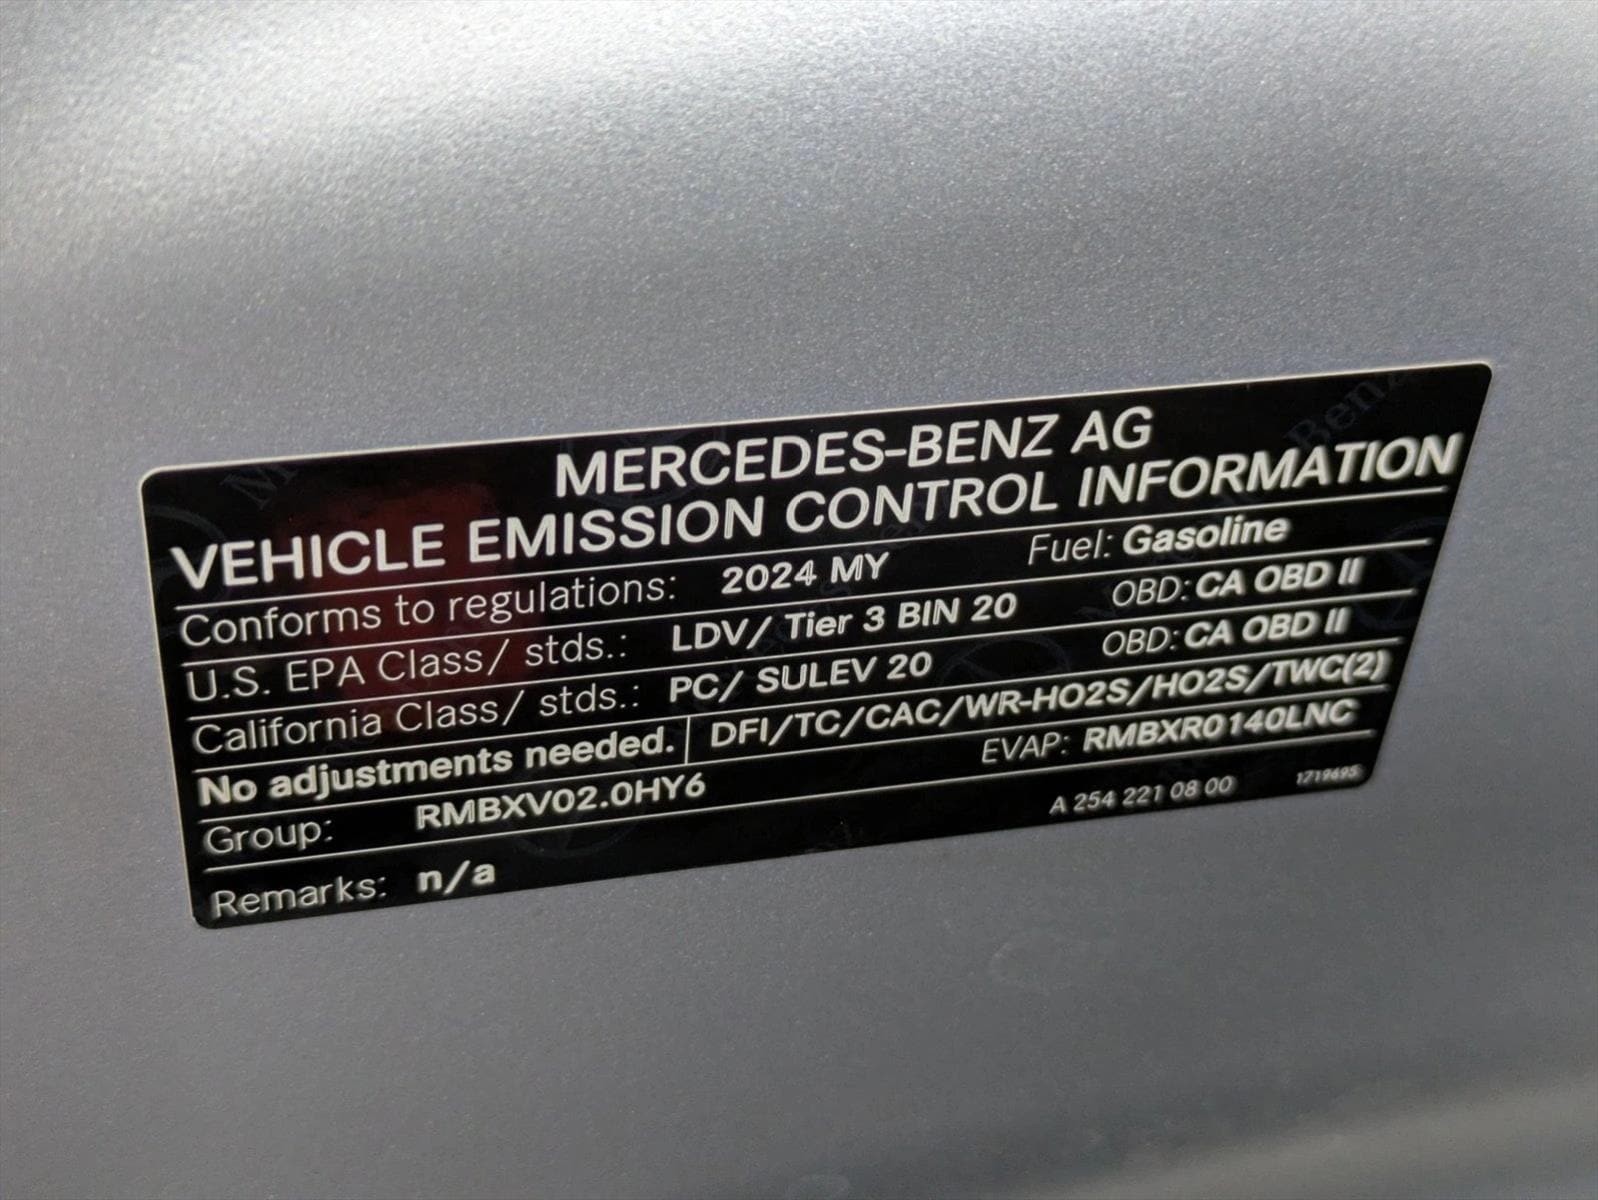 MERCEDES-BENZ AG
VEHICLE EMISSION CONTROL INFORMATION
Conforms to regulations: 2024 MY Fuel: Gasoline
U.S. EPA Class/ stds.: LDV/ Tier 3 BIN 20 OBD: CA OBD II
California Class/ stds.: PC/ SULEV 20 OBD: CA OBD II
No adjustments needed. DFI/TC/CAC/WR-HO2S/HO2S/TWC(2)
Group: RMBXV02.0HY6 EVAP: RMBXR0140LNC
Remarks: n/a A 254 221 08 00 1719695